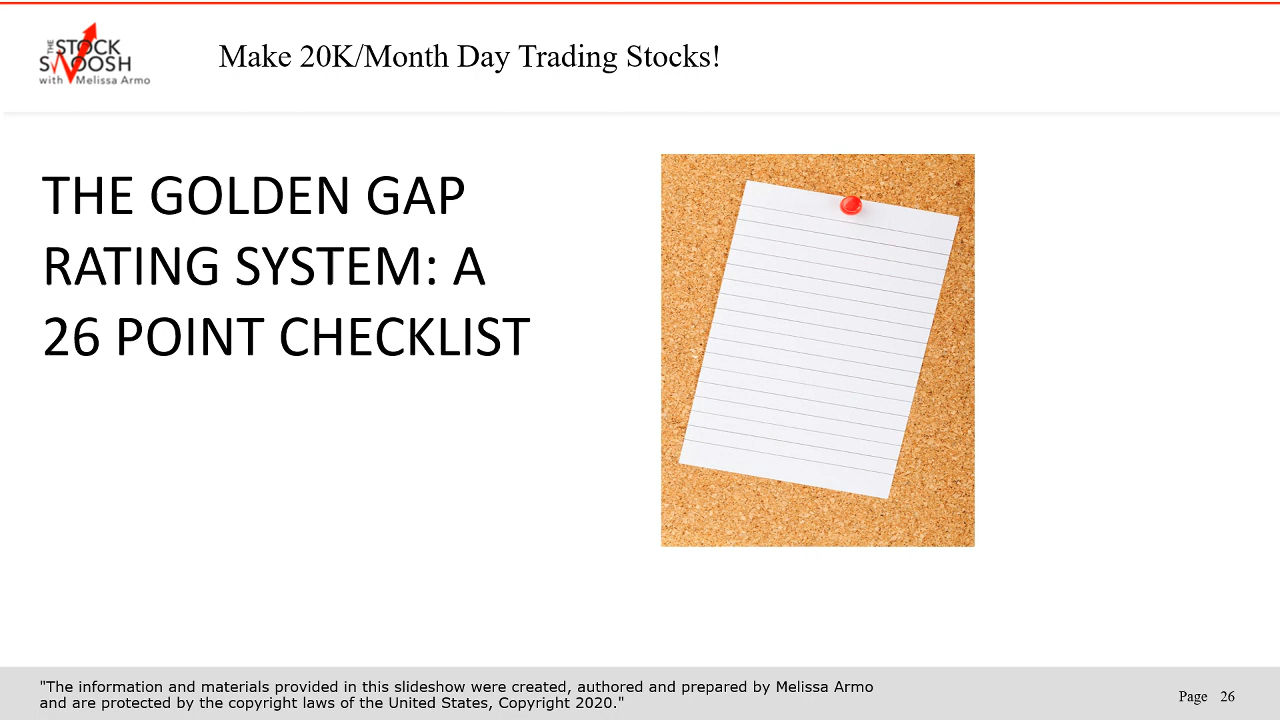 THE
STOCK
SWOOSH
with Melissa Armo
Make 20K/Month Day Trading Stocks!
THE GOLDEN GAP
RATING SYSTEM: A
26 POINT CHECKLIST
"The information and materials provided in this slideshow were created, authored and prepared by Melissa Armo
and are protected by the copyright laws of the United States, Copyright 2020."
Page 26